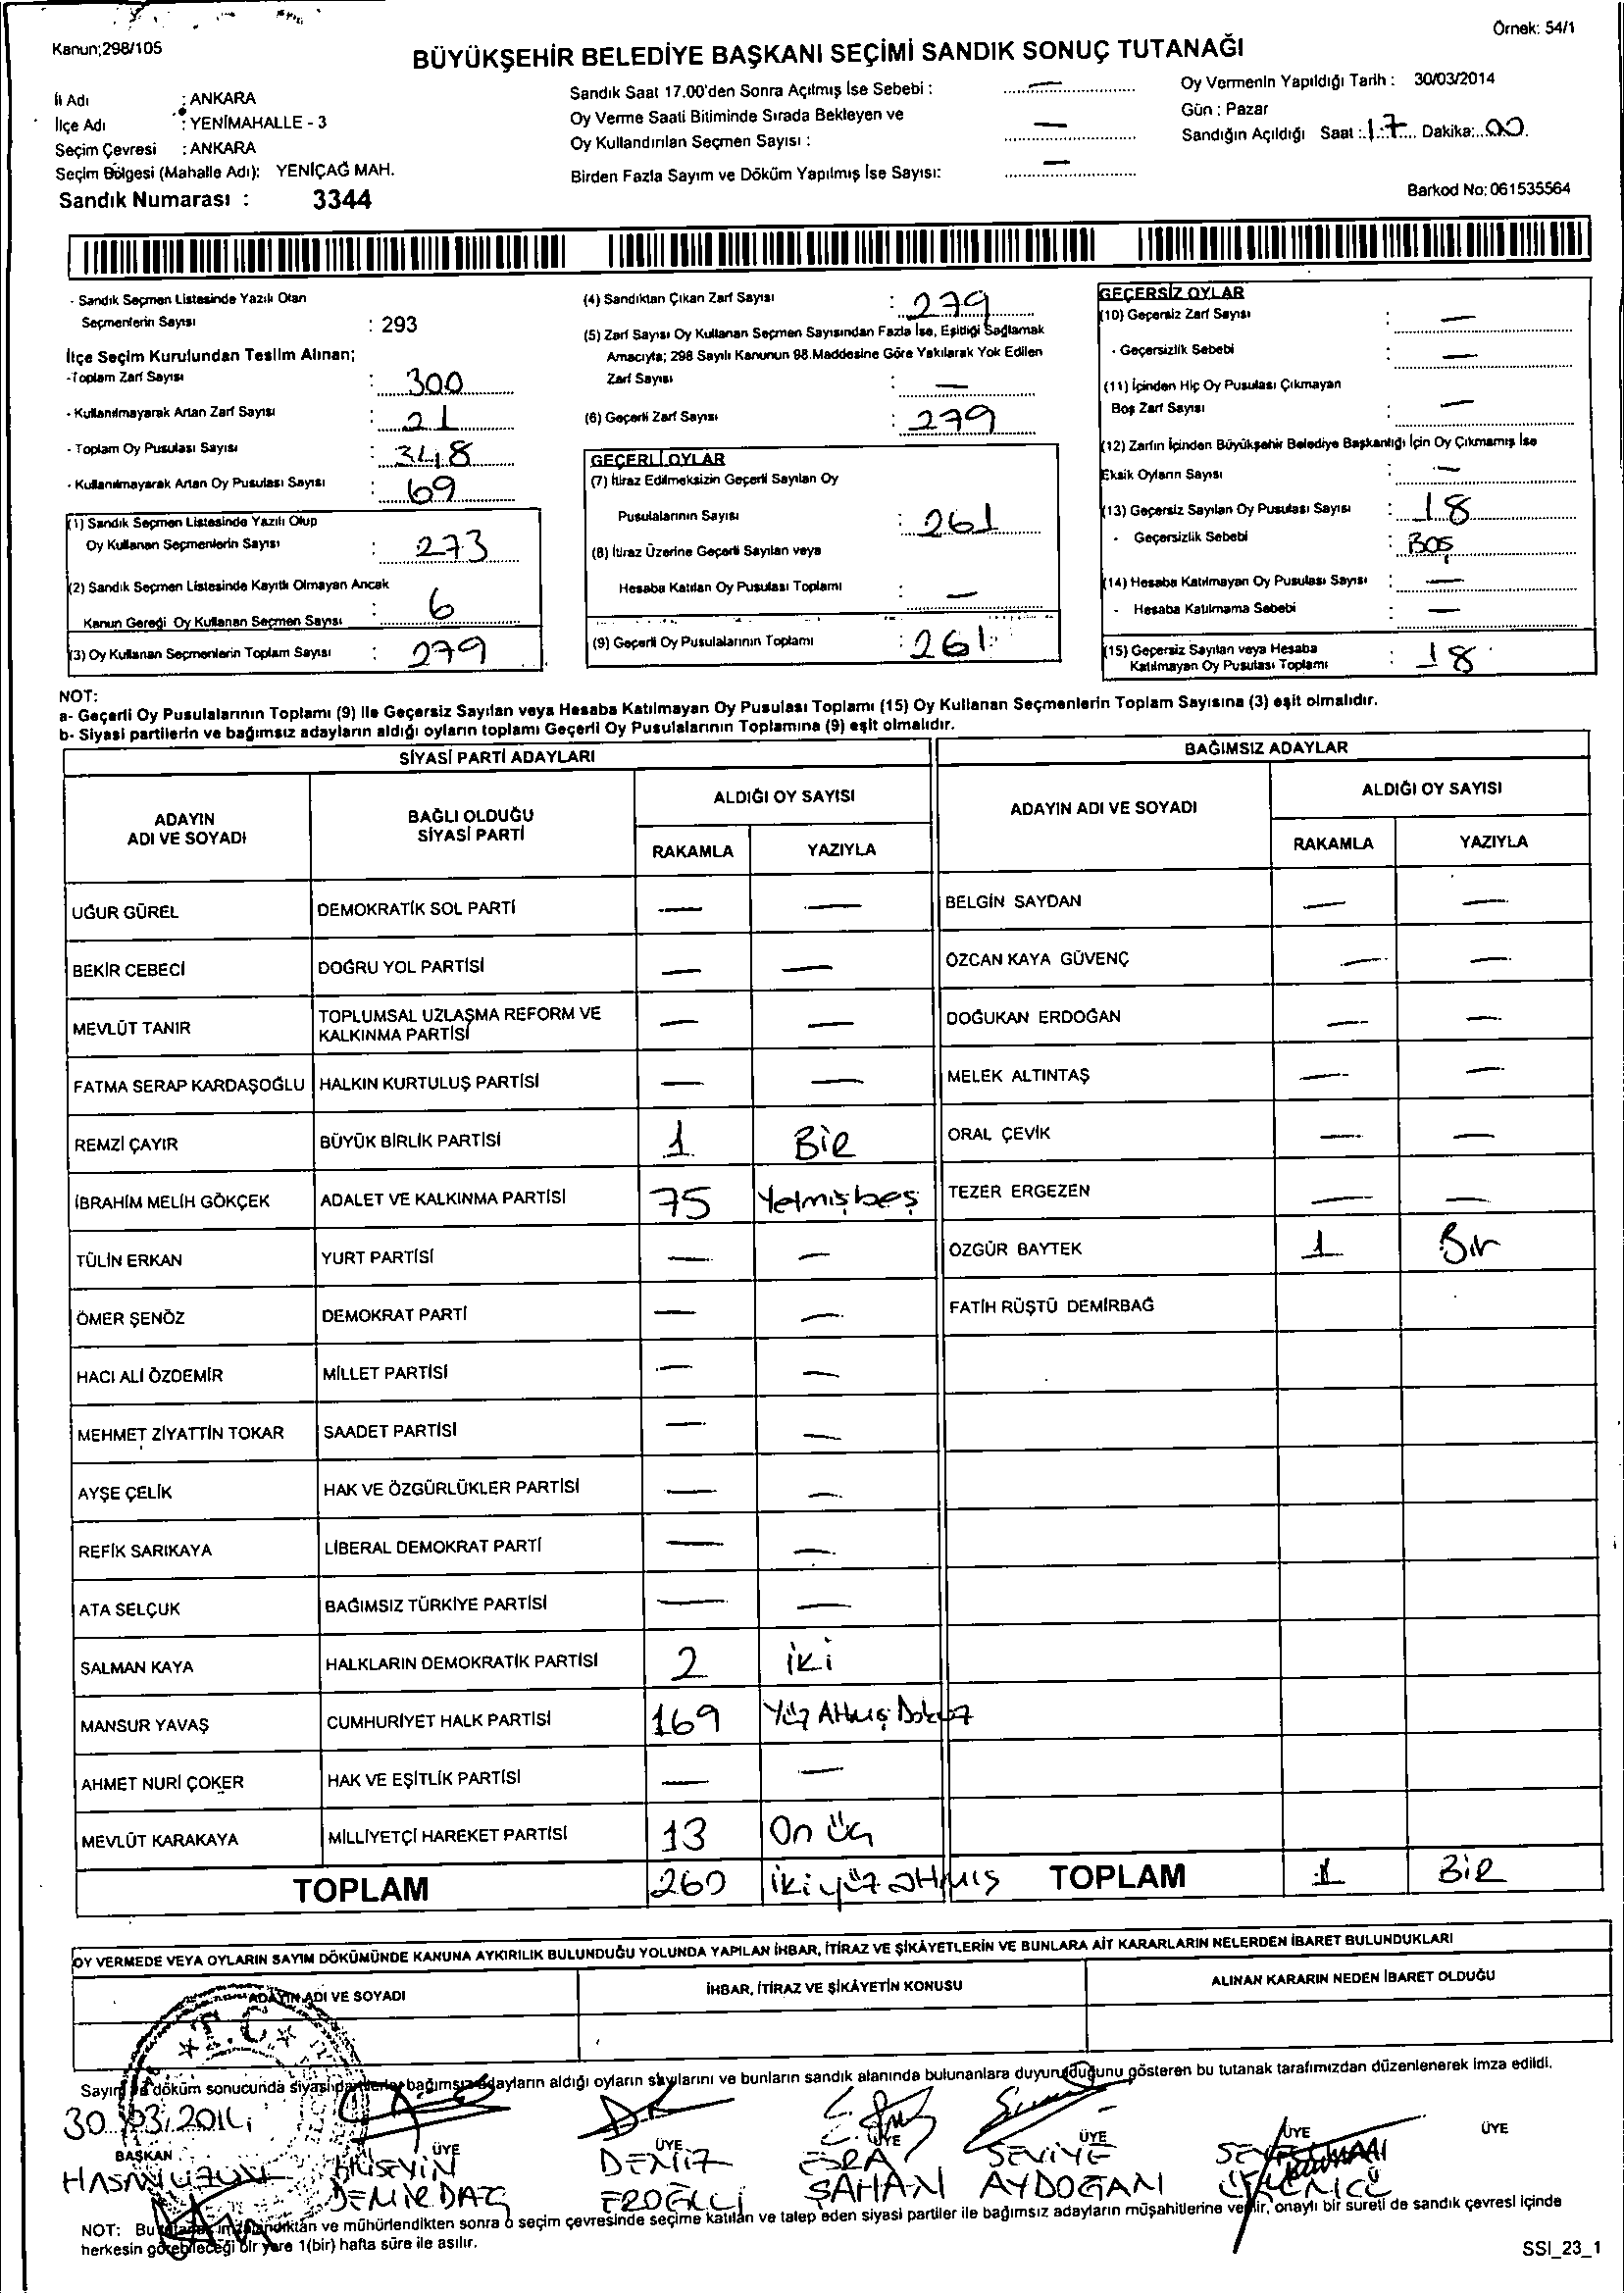 Kanun;298/105
Örnek: 54/1
BÜYÜKŞEHİR BELEDİYE BAŞKANI SEÇİMİ SANDIK SONUÇ TUTANAĞI
İl Adı : ANKARA
İlçe Adı : YENİMAHALLE - 3
Seçim Çevresi : ANKARA
Seçim Bölgesi (Mahalle Adı): YENİÇAĞ MAH.
Sandık Numarası : 3344
Sandık Saat 17.00'den Sonra Açılmış İse Sebebi : —
Oy Verme Saati Bitiminde Sırada Bekleyen ve
Oy Kullandırılan Seçmen Sayısı : —
Birden Fazla Sayım ve Döküm Yapılmış İse Sayısı: —
Oy Vermenin Yapıldığı Tarih : 30/03/2014
Gün : Pazar
Sandığın Açıldığı Saat : 17 Dakika: 00
Barkod No: 061535564
- Sandık Seçmen Listesinde Yazılı Olan
Seçmenlerin Sayısı : 293
İlçe Seçim Kurulundan Teslim Alınan;
-Toplam Zarf Sayısı : 300
- Kullanılmayarak Artan Zarf Sayısı : 21
- Toplam Oy Pusulası Sayısı : 348
- Kullanılmayarak Artan Oy Pusulası Sayısı : 69
(1) Sandık Seçmen Listesinde Yazılı Olup
Oy Kullanan Seçmenlerin Sayısı : 273
(2) Sandık Seçmen Listesinde Kayıtlı Olmayan Ancak
Kanun Gereği Oy Kullanan Seçmen Sayısı : 6
(3) Oy Kullanan Seçmenlerin Toplam Sayısı : 279
(4) Sandıktan Çıkan Zarf Sayısı : 279
(5) Zarf Sayısı Oy Kullanan Seçmen Sayısından Fazla İse, Eşitliği Sağlamak
Amacıyla; 298 Sayılı Kanunun 98.Maddesine Göre Yakılarak Yok Edilen
Zarf Sayısı : —
(6) Geçerli Zarf Sayısı : 279
GEÇERLİ OYLAR
(7) İtiraz Edilmeksizin Geçerli Sayılan Oy
Pusulalarının Sayısı : 261
(8) İtiraz Üzerine Geçerli Sayılan veya
Hesaba Katılan Oy Pusulası Toplamı : —
(9) Geçerli Oy Pusulalarının Toplamı : 261
GEÇERSİZ OYLAR
(10) Geçersiz Zarf Sayısı : —
- Geçersizlik Sebebi : —
(11) İçinden Hiç Oy Pusulası Çıkmayan
Boş Zarf Sayısı : —
(12) Zarfın İçinden Büyükşehir Belediye Başkanlığı İçin Oy Çıkmamış İse
Eksik Oyların Sayısı : —
(13) Geçersiz Sayılan Oy Pusulası Sayısı : 18
- Geçersizlik Sebebi : BOŞ
(14) Hesaba Katılmayan Oy Pusulası Sayısı : —
- Hesaba Katılmama Sebebi : —
(15) Geçersiz Sayılan veya Hesaba
Katılmayan Oy Pusulası Toplamı : 18
NOT:
a- Geçerli Oy Pusulalarının Toplamı (9) ile Geçersiz Sayılan veya Hesaba Katılmayan Oy Pusulası Toplamı (15) Oy Kullanan Seçmenlerin Toplam Sayısına (3) eşit olmalıdır.
b- Siyasi partilerin ve bağımsız adayların aldığı oyların toplamı Geçerli Oy Pusulalarının Toplamına (9) eşit olmalıdır.
SİYASİ PARTİ ADAYLARI
ADAYIN
ADI VE SOYADI
BAĞLI OLDUĞU
SİYASİ PARTİ
ALDIĞI OY SAYISI
RAKAMLA YAZIYLA
UĞUR GÜREL DEMOKRATİK SOL PARTİ — —
BEKİR CEBECİ DOĞRU YOL PARTİSİ — —
MEVLÜT TANIR TOPLUMSAL UZLAŞMA REFORM VE
KALKINMA PARTİSİ — —
FATMA SERAP KARDAŞOĞLU HALKIN KURTULUŞ PARTİSİ — —
REMZİ ÇAYIR BÜYÜK BİRLİK PARTİSİ 1 BİR
İBRAHİM MELİH GÖKÇEK ADALET VE KALKINMA PARTİSİ 75 Yetmişbeş
TÜLİN ERKAN YURT PARTİSİ — —
ÖMER ŞENÖZ DEMOKRAT PARTİ — —
HACI ALİ ÖZDEMİR MİLLET PARTİSİ — —
MEHMET ZİYATTİN TOKAR SAADET PARTİSİ — —
AYŞE ÇELİK HAK VE ÖZGÜRLÜKLER PARTİSİ — —
REFİK SARIKAYA LİBERAL DEMOKRAT PARTİ — —
ATA SELÇUK BAĞIMSIZ TÜRKİYE PARTİSİ — —
SALMAN KAYA HALKLARIN DEMOKRATİK PARTİSİ 2 iki
MANSUR YAVAŞ CUMHURİYET HALK PARTİSİ 169 Yüz Atmış Dokuz
AHMET NURİ ÇOKER HAK VE EŞİTLİK PARTİSİ — —
MEVLÜT KARAKAYA MİLLİYETÇİ HAREKET PARTİSİ 13 On üç
TOPLAM 260 ikiyüz atmış
BAĞIMSIZ ADAYLAR
ADAYIN ADI VE SOYADI
ALDIĞI OY SAYISI
RAKAMLA YAZIYLA
BELGİN SAYDAN — —
ÖZCAN KAYA GÜVENÇ — —
DOĞUKAN ERDOĞAN — —
MELEK ALTINTAŞ — —
ORAL ÇEVİK — —
TEZER ERGEZEN — —
ÖZGÜR BAYTEK 1 Bir
FATİH RÜŞTÜ DEMİRBAĞ
TOPLAM 1 BİR
OY VERMEDE VEYA OYLARIN SAYIM DÖKÜMÜNDE KANUNA AYKIRILIK BULUNDUĞU YOLUNDA YAPILAN İHBAR, İTİRAZ VE ŞİKÂYETLERİN VE BUNLARA AİT KARARLARIN NELERDEN İBARET BULUNDUKLARI
ADAYIN ADI VE SOYADI
İHBAR, İTİRAZ VE ŞİKÂYETİN KONUSU
ALINAN KARARIN NEDEN İBARET OLDUĞU
T.C.
Sayım ve döküm sonucunda siyasi partilerle bağımsız adayların aldığı oyların sayılarını ve bunların sandık alanında bulunanlara duyurulduğunu gösteren bu tutanak tarafımızdan düzenlenerek imza edildi.
30/03/2014
BAŞKAN ÜYE ÜYE ÜYE ÜYE ÜYE ÜYE
HASAN HÜSEYİN DENİZ ESRA SENİYE
DEMİRDAĞ EROĞLU ŞAHAN AYDOĞAN
NOT: Bu tutanak imzalandıktan ve mühürlendikten sonra o seçim çevresinde seçime katılan ve talep eden siyasi partiler ile bağımsız adayların müşahitlerine verilir, onaylı bir sureti de sandık çevresi içinde
herkesin görebileceği bir yere 1(bir) hafta süre ile asılır.
SSI_23_1